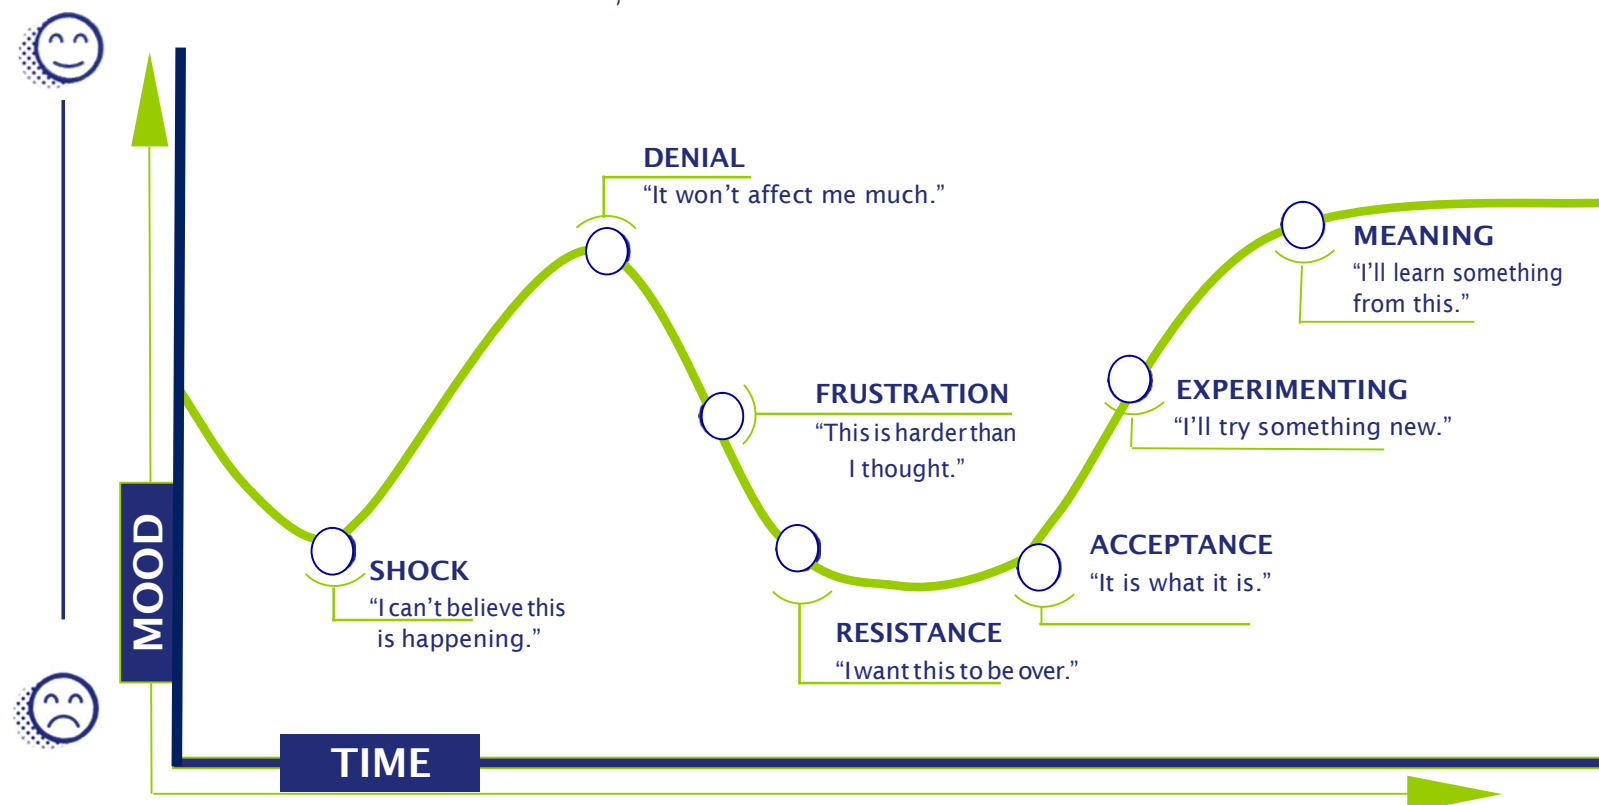 DENIAL
“It won’t affect me much.”
MEANING
“I’ll learn something
from this.”
FRUSTRATION
“This is harder than
I thought.”
EXPERIMENTING
“I’ll try something new.”
SHOCK
“I can’t believe this
is happening.”
ACCEPTANCE
“It is what it is.”
RESISTANCE
“I want this to be over.”
MOOD
TIME